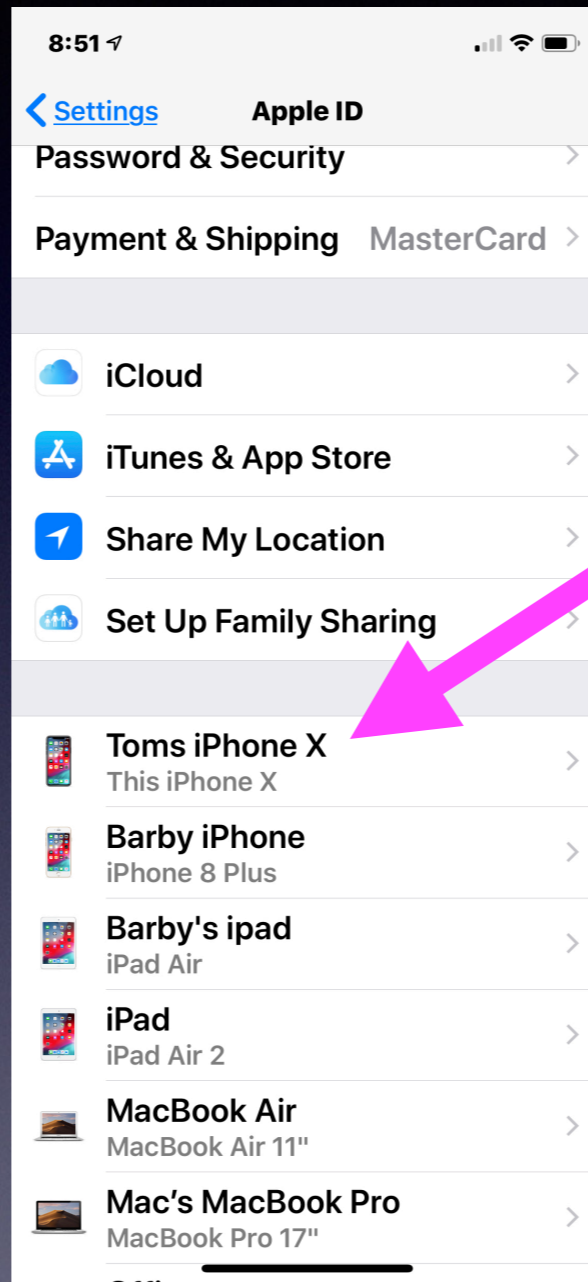 8:51
Settings
Apple ID
Password & Security
Payment & Shipping MasterCard
iCloud
iTunes & App Store
Share My Location
Set Up Family Sharing
Toms iPhone X
This iPhone X
Barby iPhone
iPhone 8 Plus
Barby's ipad
iPad Air
iPad
iPad Air 2
MacBook Air
MacBook Air 11"
Mac’s MacBook Pro
MacBook Pro 17"